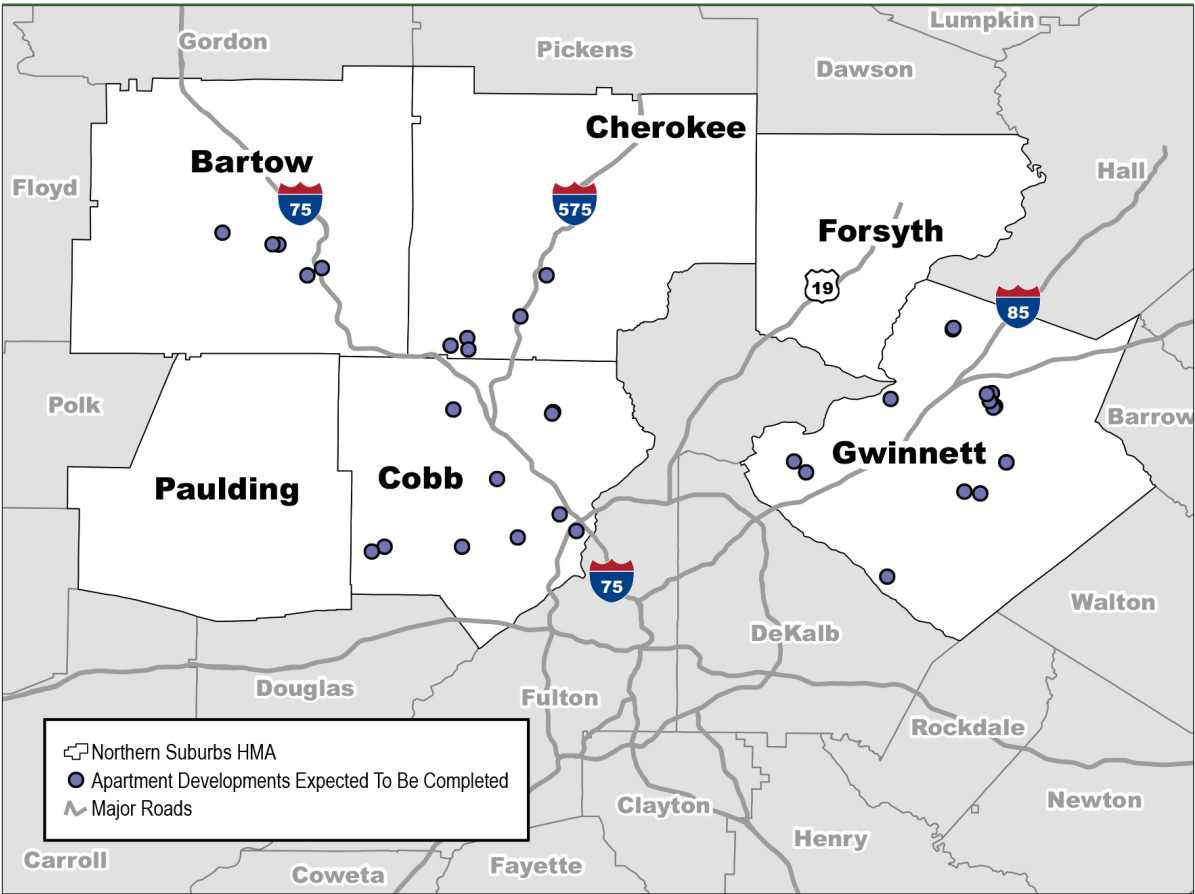 Lumpkin
Gordon
Pickens
Dawson
Cherokee
Bartow
Hall
Floyd
75
575
Forsyth
19
85
Polk
Barrow
Gwinnett
Cobb
Paulding
75
Walton
DeKalb
Douglas
Fulton
Rockdale
Northern Suburbs HMA
Apartment Developments Expected To Be Completed
Major Roads
Clayton
Newton
Henry
Carroll
Fayette
Coweta